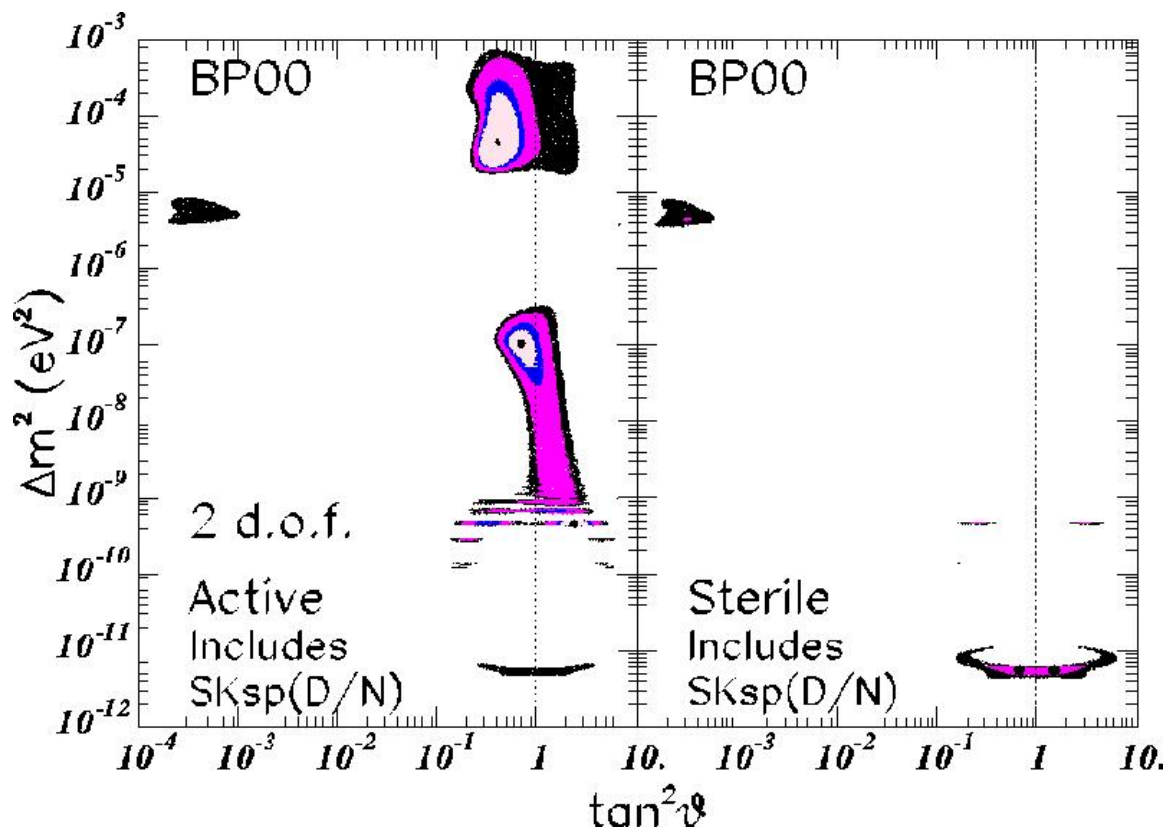 10⁻³
BP00
BP00
10⁻⁴
10⁻⁵
10⁻⁶
Δm² (eV²)
10⁻⁷
10⁻⁸
10⁻⁹
2 d.o.f.
10⁻¹⁰
Active
Sterile
10⁻¹¹
Includes
Includes
SKsp(D/N)
SKsp(D/N)
10⁻¹²
10⁻⁴ 10⁻³ 10⁻² 10⁻¹ 1 10. 10⁻³ 10⁻² 10⁻¹ 1 10.
tan²ϑ